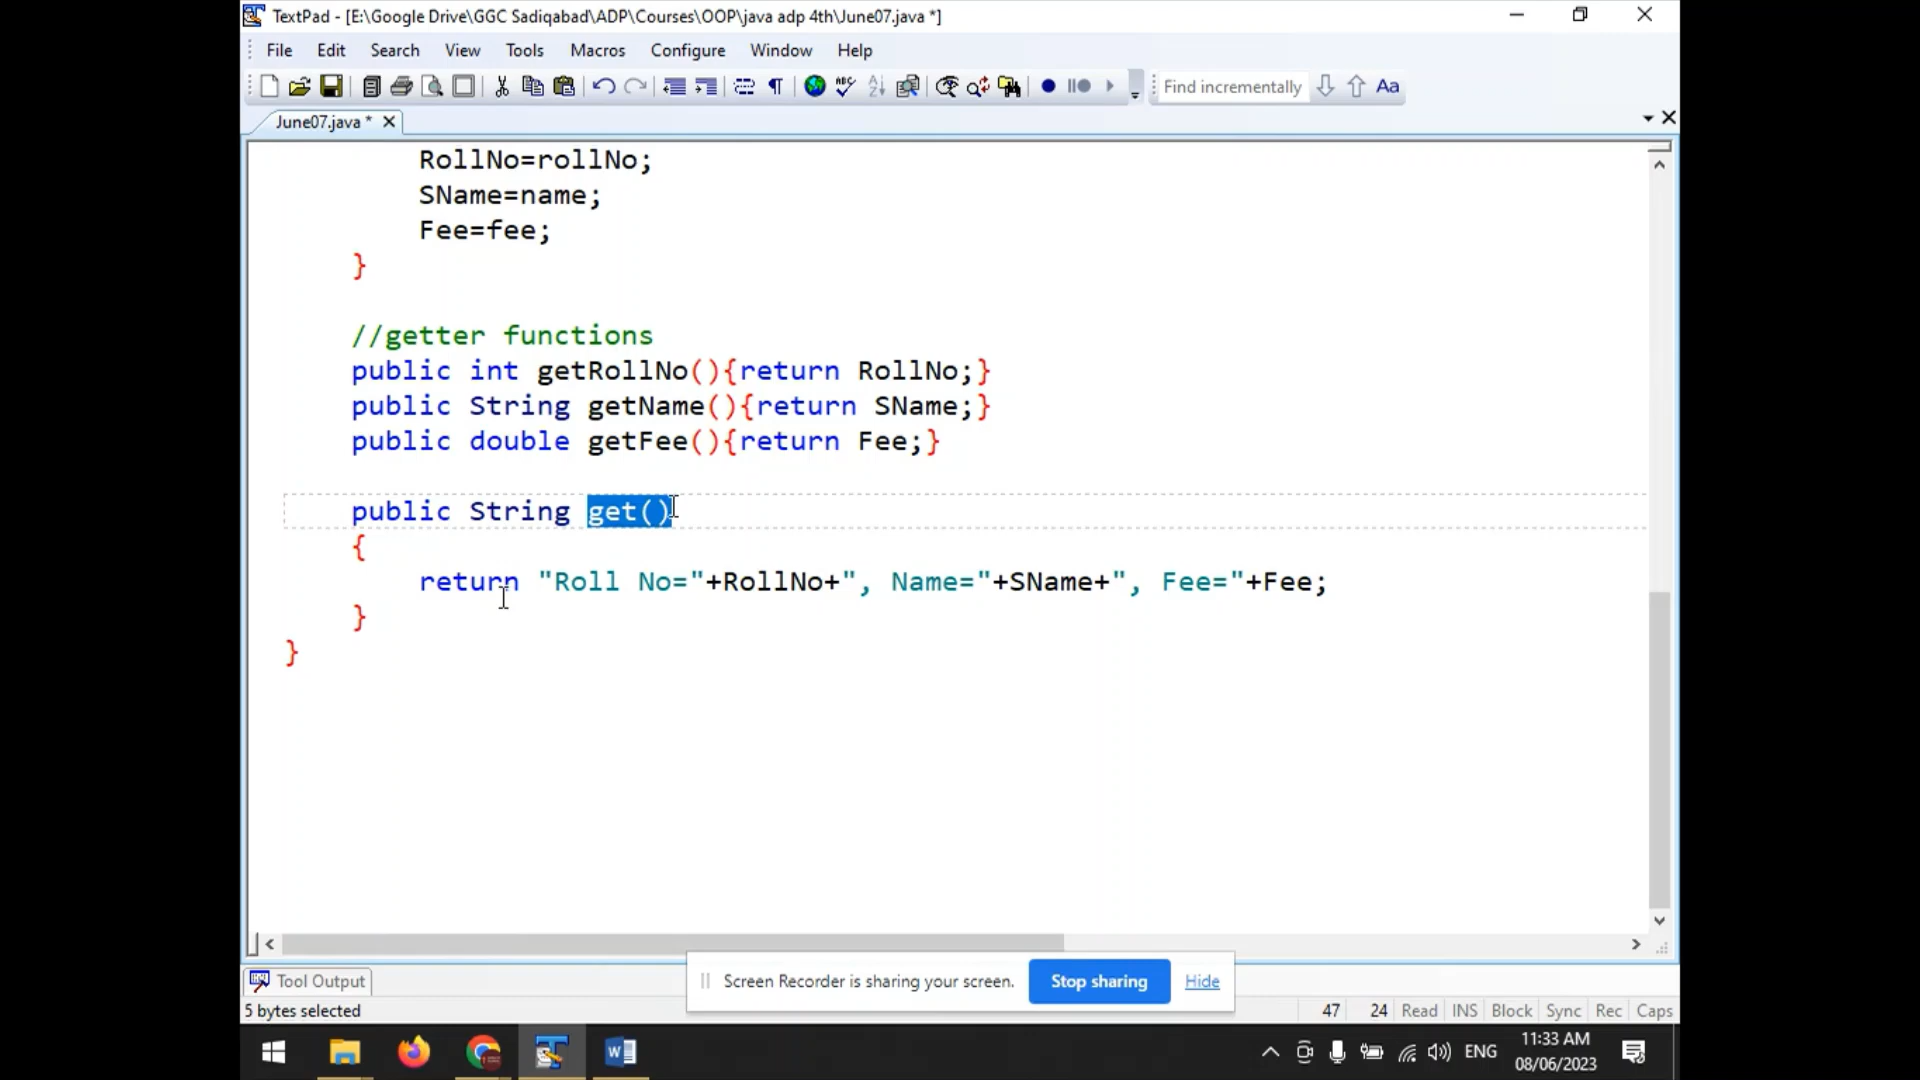 TextPad - [E:\Google Drive\GGC Sadiqabad\ADP\Courses\OOP\java adp 4th\June07.java *]
File Edit Search View Tools Macros Configure Window Help
Find incrementally Aa
June07.java *
RollNo=rollNo;
SName=name;
Fee=fee;
}
//getter functions
public int getRollNo(){return RollNo;}
public String getName(){return SName;}
public double getFee(){return Fee;}
public String get()
{
return "Roll No="+RollNo+", Name="+SName+", Fee="+Fee;
}
}
Tool Output
Screen Recorder is sharing your screen. Stop sharing Hide
5 bytes selected 47 24 Read INS Block Sync Rec Caps
ENG 11:33 AM
08/06/2023